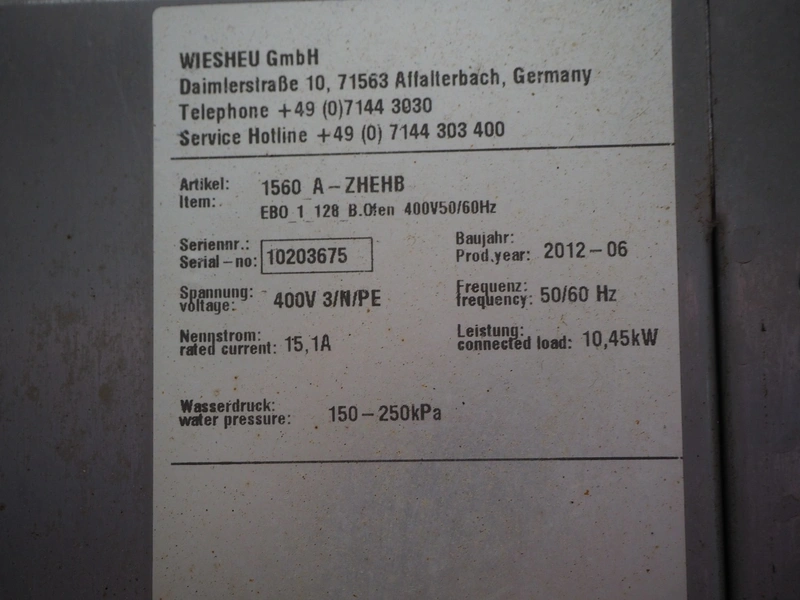 WIESHEU GmbH
Daimlerstraße 10, 71563 Affalterbach, Germany
Telephone +49 (0)7144 3030
Service Hotline +49 (0) 7144 303 400
Artikel: 1560 A-ZHEHB
Item: EBO_1_128_B.Ofen 400V50/60Hz
Seriennr.:
Serial-no: 10203675
Baujahr:
Prod.year: 2012-06
Spannung:
voltage: 400V 3/N/PE
Frequenz:
frequency: 50/60 Hz
Nennstrom:
rated current: 15,1A
Leistung:
connected load: 10,45kW
Wasserdruck:
water pressure: 150-250kPa